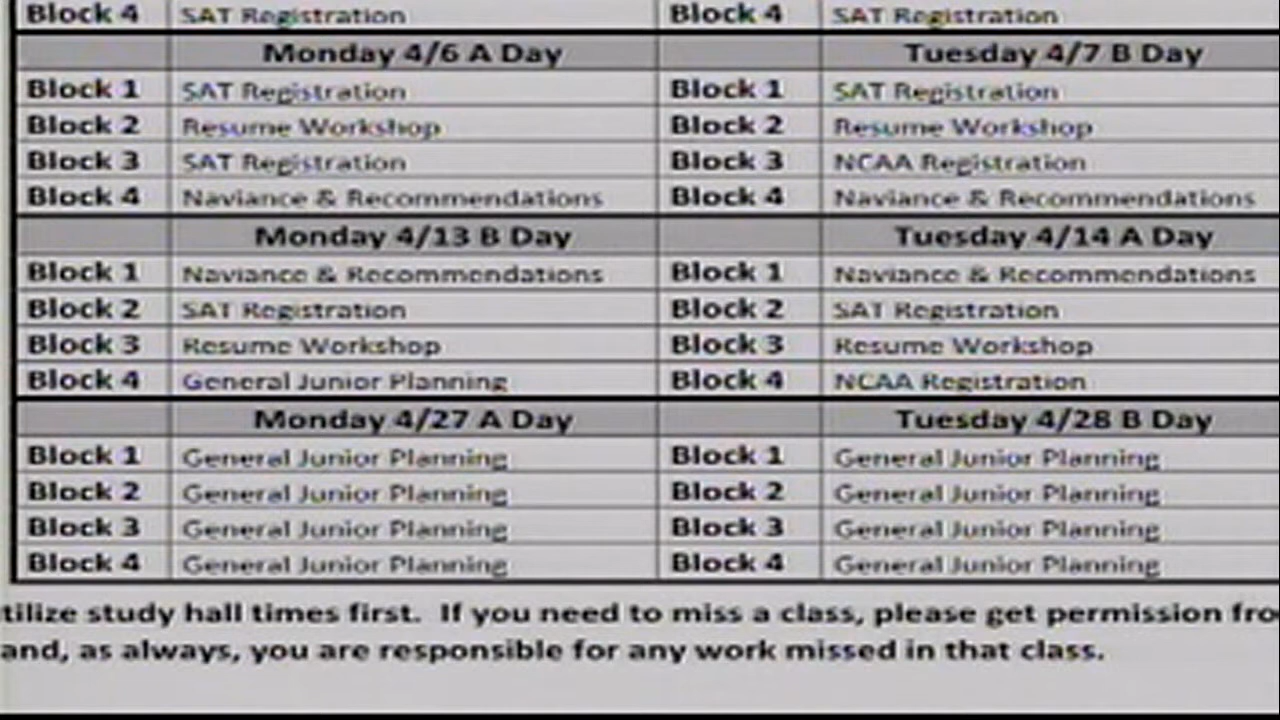 Block 4 SAT Registration Block 4 SAT Registration
Monday 4/6 A Day Tuesday 4/7 B Day
Block 1 SAT Registration Block 1 SAT Registration
Block 2 Resume Workshop Block 2 Resume Workshop
Block 3 SAT Registration Block 3 NCAA Registration
Block 4 Naviance & Recommendations Block 4 Naviance & Recommendations
Monday 4/13 B Day Tuesday 4/14 A Day
Block 1 Naviance & Recommendations Block 1 Naviance & Recommendations
Block 2 SAT Registration Block 2 SAT Registration
Block 3 Resume Workshop Block 3 Resume Workshop
Block 4 General Junior Planning Block 4 NCAA Registration
Monday 4/27 A Day Tuesday 4/28 B Day
Block 1 General Junior Planning Block 1 General Junior Planning
Block 2 General Junior Planning Block 2 General Junior Planning
Block 3 General Junior Planning Block 3 General Junior Planning
Block 4 General Junior Planning Block 4 General Junior Planning
tilize study hall times first. If you need to miss a class, please get permission fro
and, as always, you are responsible for any work missed in that class.